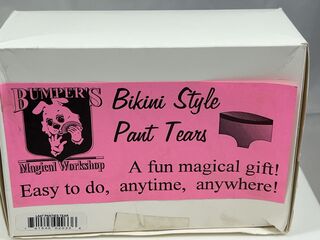 BUMPER'S
Magical Workshop
Bikini Style
Pant Tears
A fun magical gift!
Easy to do, anytime, anywhere!